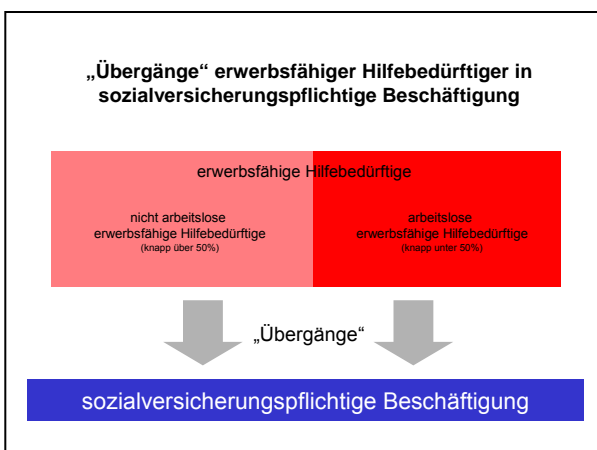 „Übergänge“ erwerbsfähiger Hilfebedürftiger in
sozialversicherungspflichtige Beschäftigung
erwerbsfähige Hilfebedürftige
nicht arbeitslose
erwerbsfähige Hilfebedürftige
(knapp über 50%)
arbeitslose
erwerbsfähige Hilfebedürftige
(knapp unter 50%)
„Übergänge“
sozialversicherungspflichtige Beschäftigung